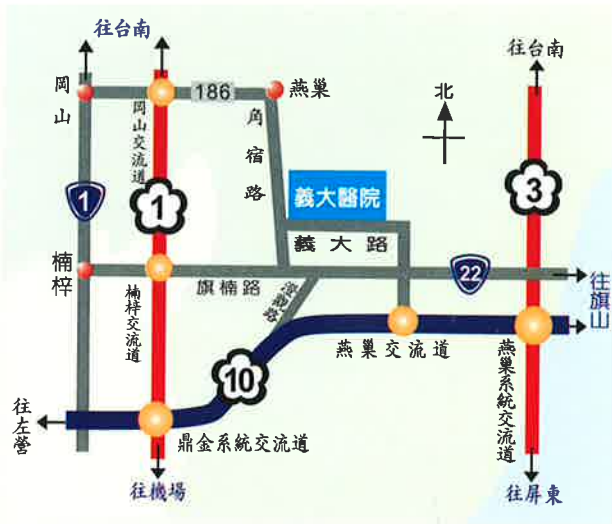 往台南
往台南
岡山
岡山交流道
186
燕巢
北
角宿路
1
1
3
義大醫院
義大路
楠梓
旗楠路
22
往旗山
楠梓交流道
澄觀路
燕巢交流道
燕巢系統交流道
10
往左營
鼎金系統交流道
往機場
往屏東